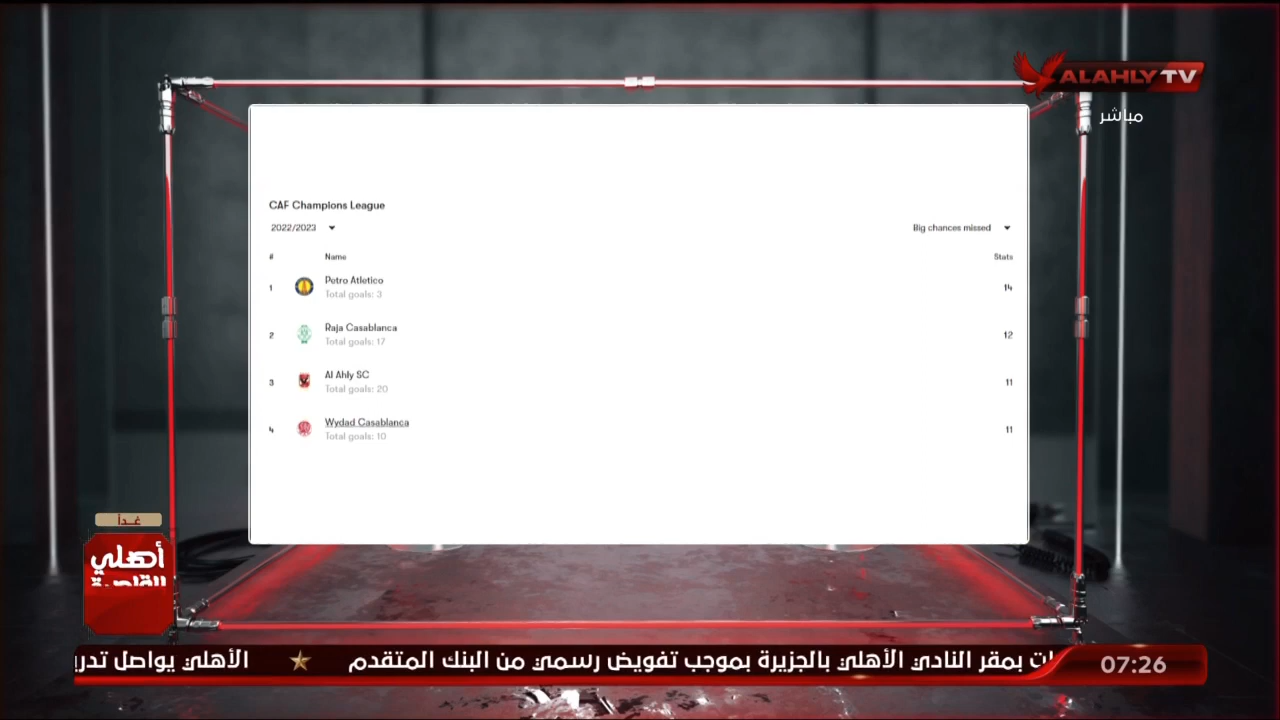 ALAHLY TV
مباشر
CAF Champions League
2022/2023
Big chances missed
# Name Stats
1 Petro Atletico 14
Total goals: 3
2 Raja Casablanca 12
Total goals: 17
3 Al Ahly SC 11
Total goals: 20
4 Wydad Casablanca 11
Total goals: 10
غداً
أهلي
ات بمقر النادي الأهلي بالجزيرة بموجب تفويض رسمي من البنك المتقدم ★ الأهلي يواصل تدري
07:26